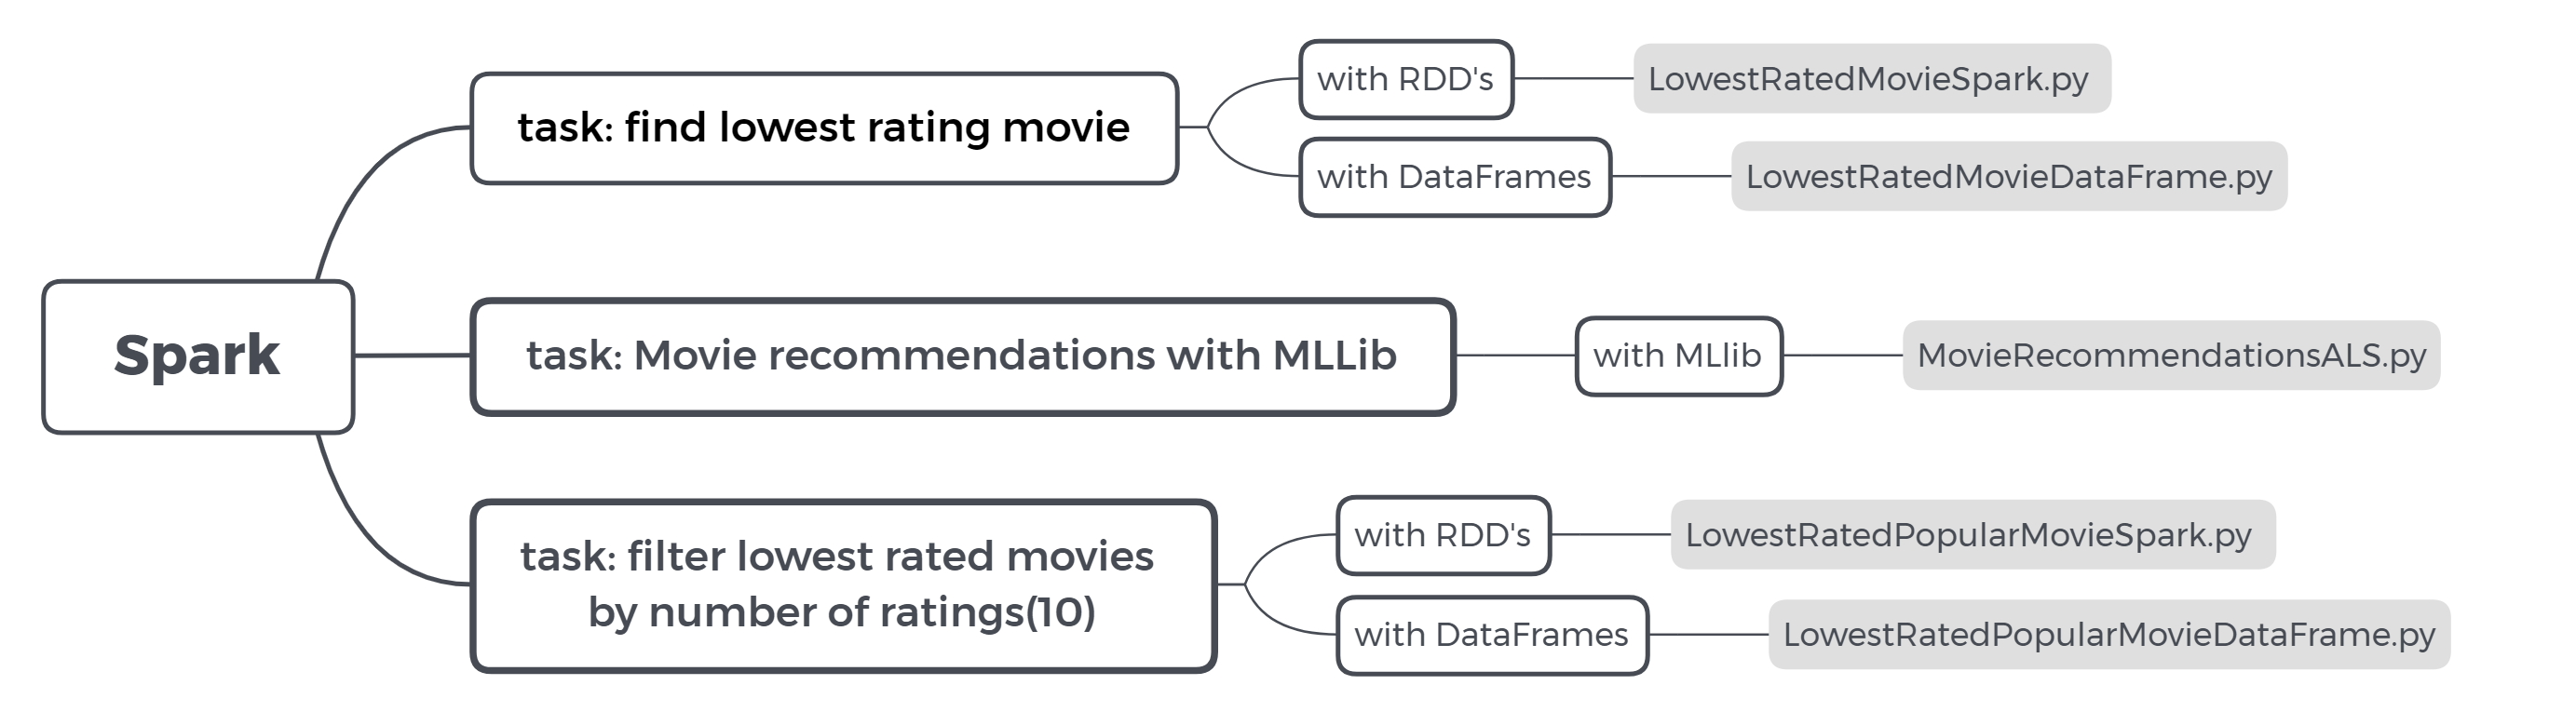 Spark
task: find lowest rating movie
with RDD's
LowestRatedMovieSpark.py
with DataFrames
LowestRatedMovieDataFrame.py
task: Movie recommendations with MLLib
with MLlib
MovieRecommendationsALS.py
task: filter lowest rated movies
by number of ratings(10)
with RDD's
LowestRatedPopularMovieSpark.py
with DataFrames
LowestRatedPopularMovieDataFrame.py